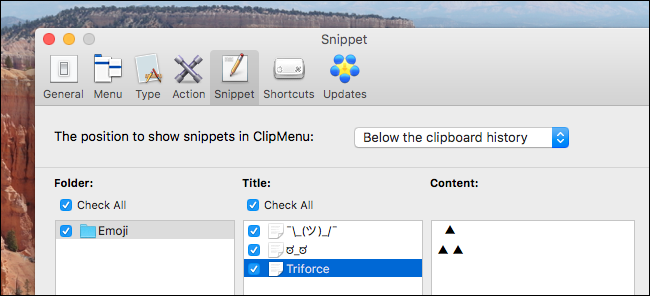 Snippet
General Menu Type Action Snippet Shortcuts Updates
The position to show snippets in ClipMenu: Below the clipboard history
Folder: Title: Content:
Check All Check All
Emoji ¯\_(ツ)_/¯ ▲
ಠ_ಠ ▲ ▲
Triforce